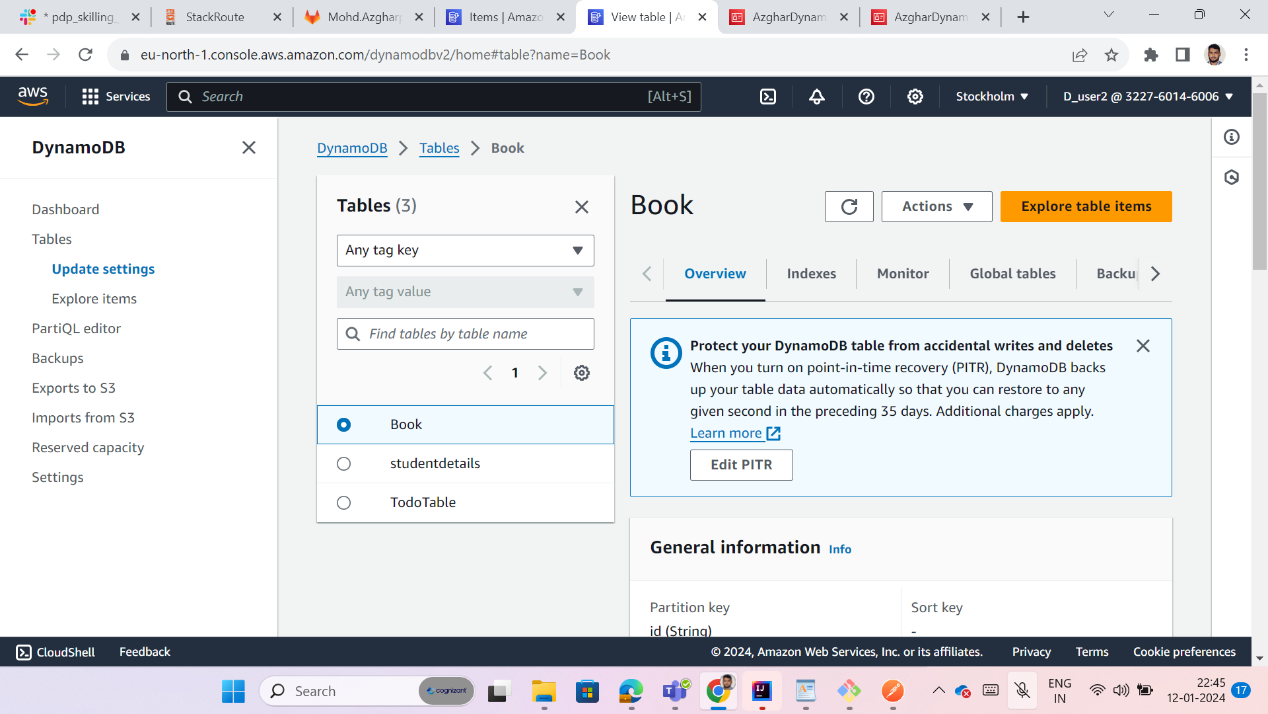 * pdp_skilling_
StackRoute
Mohd.Azgharp
Items | Amazo
View table | A
AzgharDynam
AzgharDynam
eu-north-1.console.aws.amazon.com/dynamodbv2/home#table?name=Book
aws
Services
Search
[Alt+S]
Stockholm
D_user2 @ 3227-6014-6006
DynamoDB
Dashboard
Tables
Update settings
Explore items
PartiQL editor
Backups
Exports to S3
Imports from S3
Reserved capacity
Settings
DynamoDB
Tables
Book
Tables (3)
Any tag key
Any tag value
Find tables by table name
1
Book
studentdetails
TodoTable
Book
Actions
Explore table items
Overview
Indexes
Monitor
Global tables
Backu
Protect your DynamoDB table from accidental writes and deletes
When you turn on point-in-time recovery (PITR), DynamoDB backs
up your table data automatically so that you can restore to any
given second in the preceding 35 days. Additional charges apply.
Learn more
Edit PITR
General information Info
Partition key
id (String)
Sort key
-
CloudShell
Feedback
© 2024, Amazon Web Services, Inc. or its affiliates.
Privacy
Terms
Cookie preferences
Search
cognizant
ENG
IN
22:45
12-01-2024
17